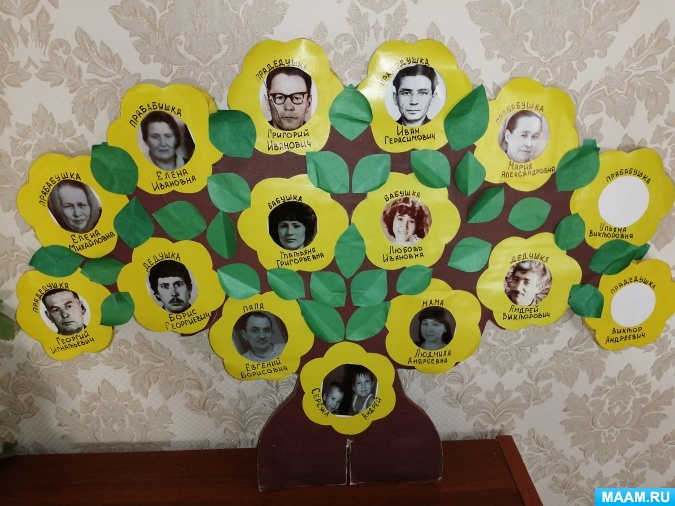 ПРАДЕДУШКА
ГРИГОРИЙ
ИВАНОВИЧ
ПРАДЕДУШКА
ИВАН
ГЕРАСИМОВИЧ
ПРАБАБУШКА
ЕЛЕНА
ИВАНОВНА
ПРАБАБУШКА
МАРИЯ
АЛЕКСАНДРОВНА
ПРАБАБУШКА
ЕЛЕНА
МИХАЙЛОВНА
БАБУШКА
ТАТЬЯНА
ГРИГОРЬЕВНА
БАБУШКА
ЛЮБОВЬ
ИВАНОВНА
ПРАБАБУШКА
УЛЬЯНА
ВИКТОРОВНА
ПРАДЕДУШКА
ГЕОРГИЙ
ИГНАТЬЕВИЧ
ДЕДУШКА
БОРИС
ГЕОРГИЕВИЧ
ДЕДУШКА
АНДРЕЙ
ВИКТОРОВИЧ
ПРАДЕДУШКА
ВИКТОР
АНДРЕЕВИЧ
ПАПА
ЕВГЕНИЙ
БОРИСОВИЧ
МАМА
ЛЮДМИЛА
АНДРЕЕВНА
СЕРЁЖА
АНДРЕЙ
MAAM.RU